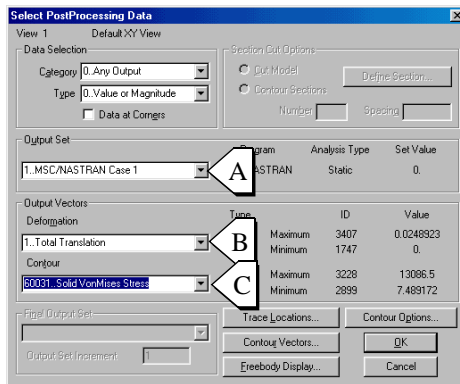 Select PostProcessing Data
View 1 Default XY View
Data Selection
Category 0..Any Output
Type 0..Value or Magnitude
Data at Corners
Section Cut Options
Cut Model
Define Section...
Contour Sections
Number Spacing
Output Set
Analysis Type Set Value
1..MSC/NASTRAN Case 1
A
Static 0.
Output Vectors
Deformation
Type ID Value
1..Total Translation
B
Maximum 3407 0.0248923
Minimum 1747 0.
Contour
60031..Solid VonMises Stress
C
Maximum 3228 13086.5
Minimum 2899 7.489172
Final Output Set
Output Set Increment 1
Trace Locations... Contour Options...
Contour Vectors... OK
Freebody Display... Cancel